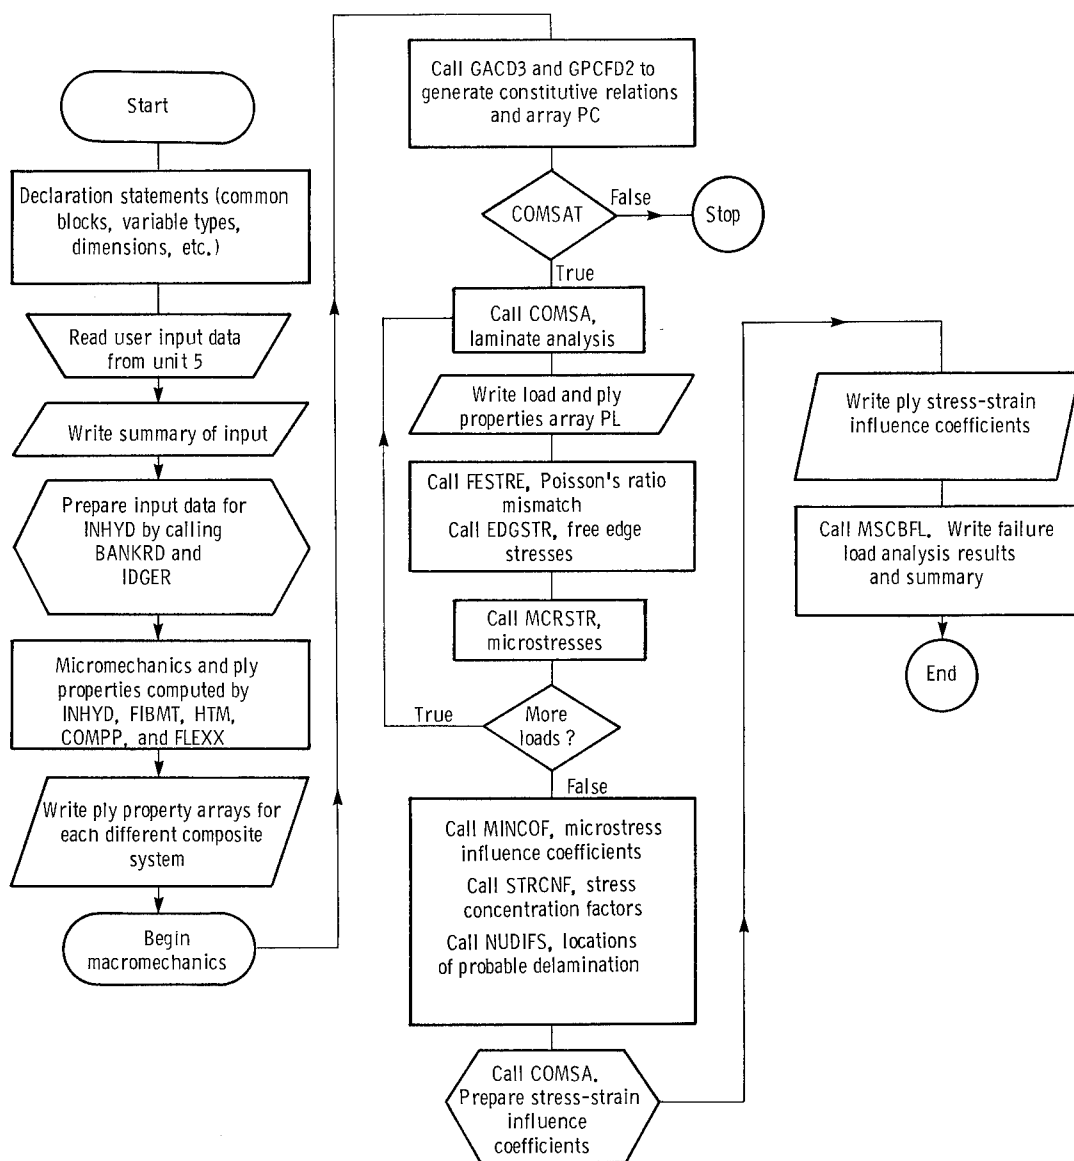 Start
Declaration statements (common
blocks, variable types,
dimensions, etc.)
Read user input data
from unit 5
Write summary of input
Prepare input data for
INHYD by calling
BANKRD and
IDGER
Micromechanics and ply
properties computed by
INHYD, FIBMT, HTM,
COMPP, and FLEXX
Write ply property arrays for
each different composite
system
Begin
macromechanics
Call GACD3 and GPCFD2 to
generate constitutive relations
and array PC
COMSAT
False
Stop
True
Call COMSA,
laminate analysis
Write load and ply
properties array PL
Call FESTRE, Poisson's ratio
mismatch
Call EDGSTR, free edge
stresses
Call MCRSTR,
microstresses
More
loads?
True
False
Call MINCOF, microstress
influence coefficients
Call STRCNF, stress
concentration factors
Call NUDIFS, locations
of probable delamination
Call COMSA.
Prepare stress-strain
influence
coefficients
Write ply stress-strain
influence coefficients
Call MSCBFL. Write failure
load analysis results
and summary
End